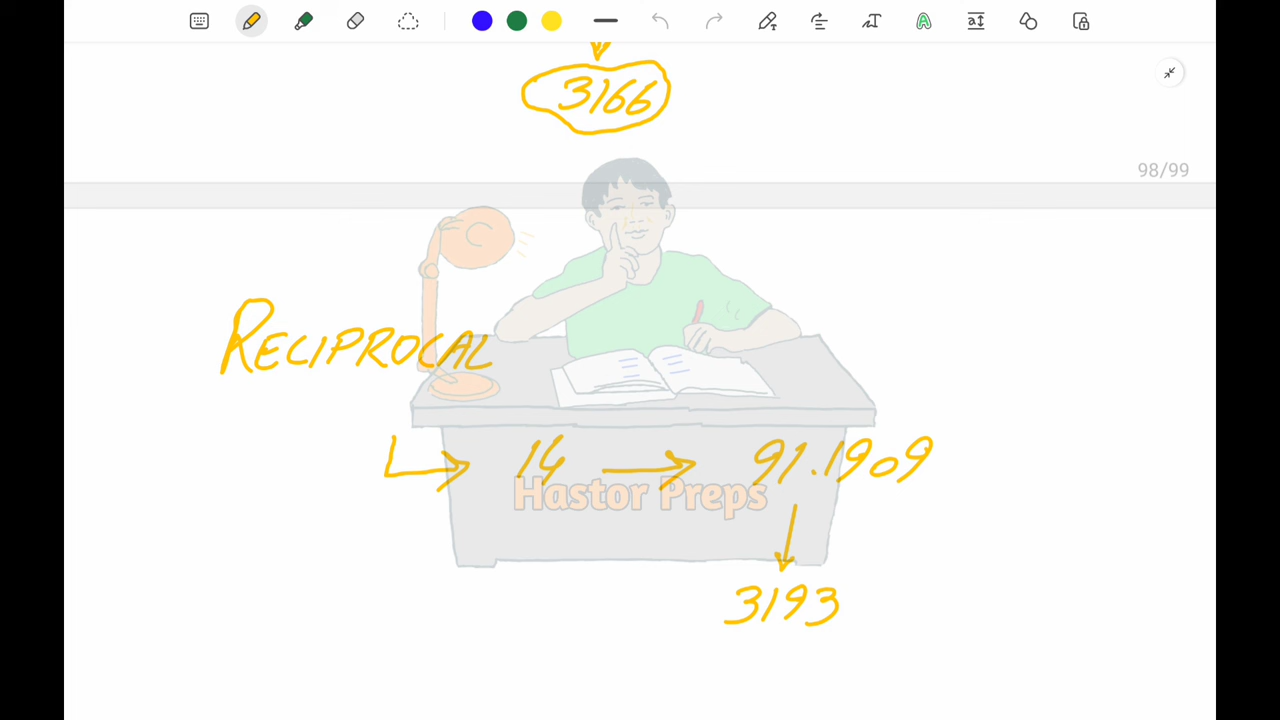 3166
98/99
RECIPROCAL
14 → 91.1909
Hastor Preps
3193